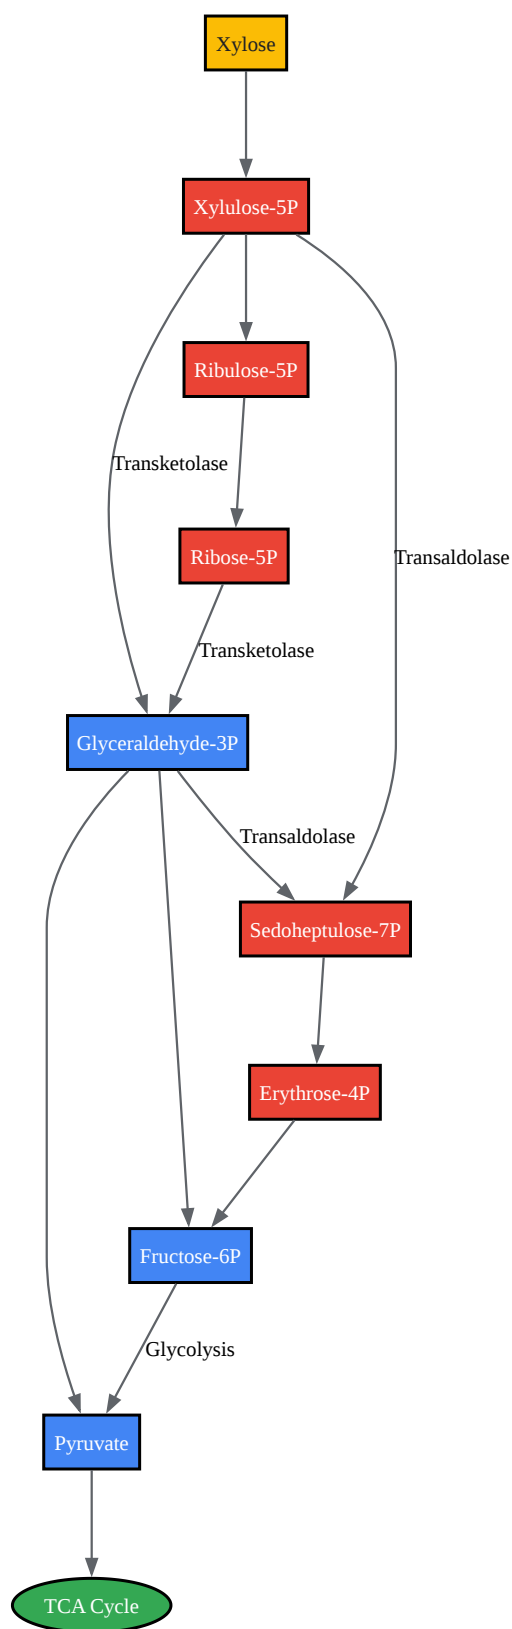 Xylose
Xylulose-5P
Ribulose-5P
Transketolase
Ribose-5P
Transaldolase
Transketolase
Glyceraldehyde-3P
Transaldolase
Sedoheptulose-7P
Erythrose-4P
Fructose-6P
Glycolysis
Pyruvate
TCA Cycle